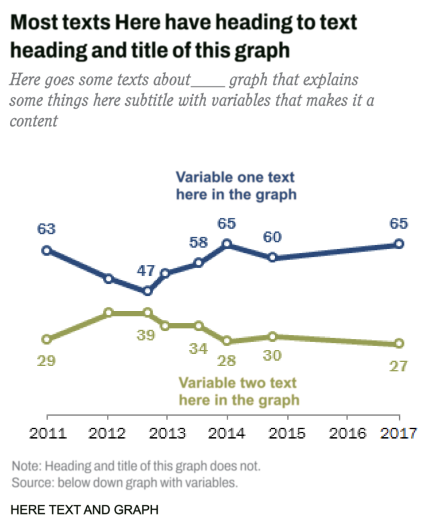 Most texts Here have heading to text
heading and title of this graph
Here goes some texts about____ graph that explains
some things here subtitle with variables that makes it a
content
Variable one text
here in the graph
63
47
58
65
60
65
29
39
34
28
30
27
Variable two text
here in the graph
2011 2012 2013 2014 2015 2016 2017
Note: Heading and title of this graph does not.
Source: below down graph with variables.
HERE TEXT AND GRAPH